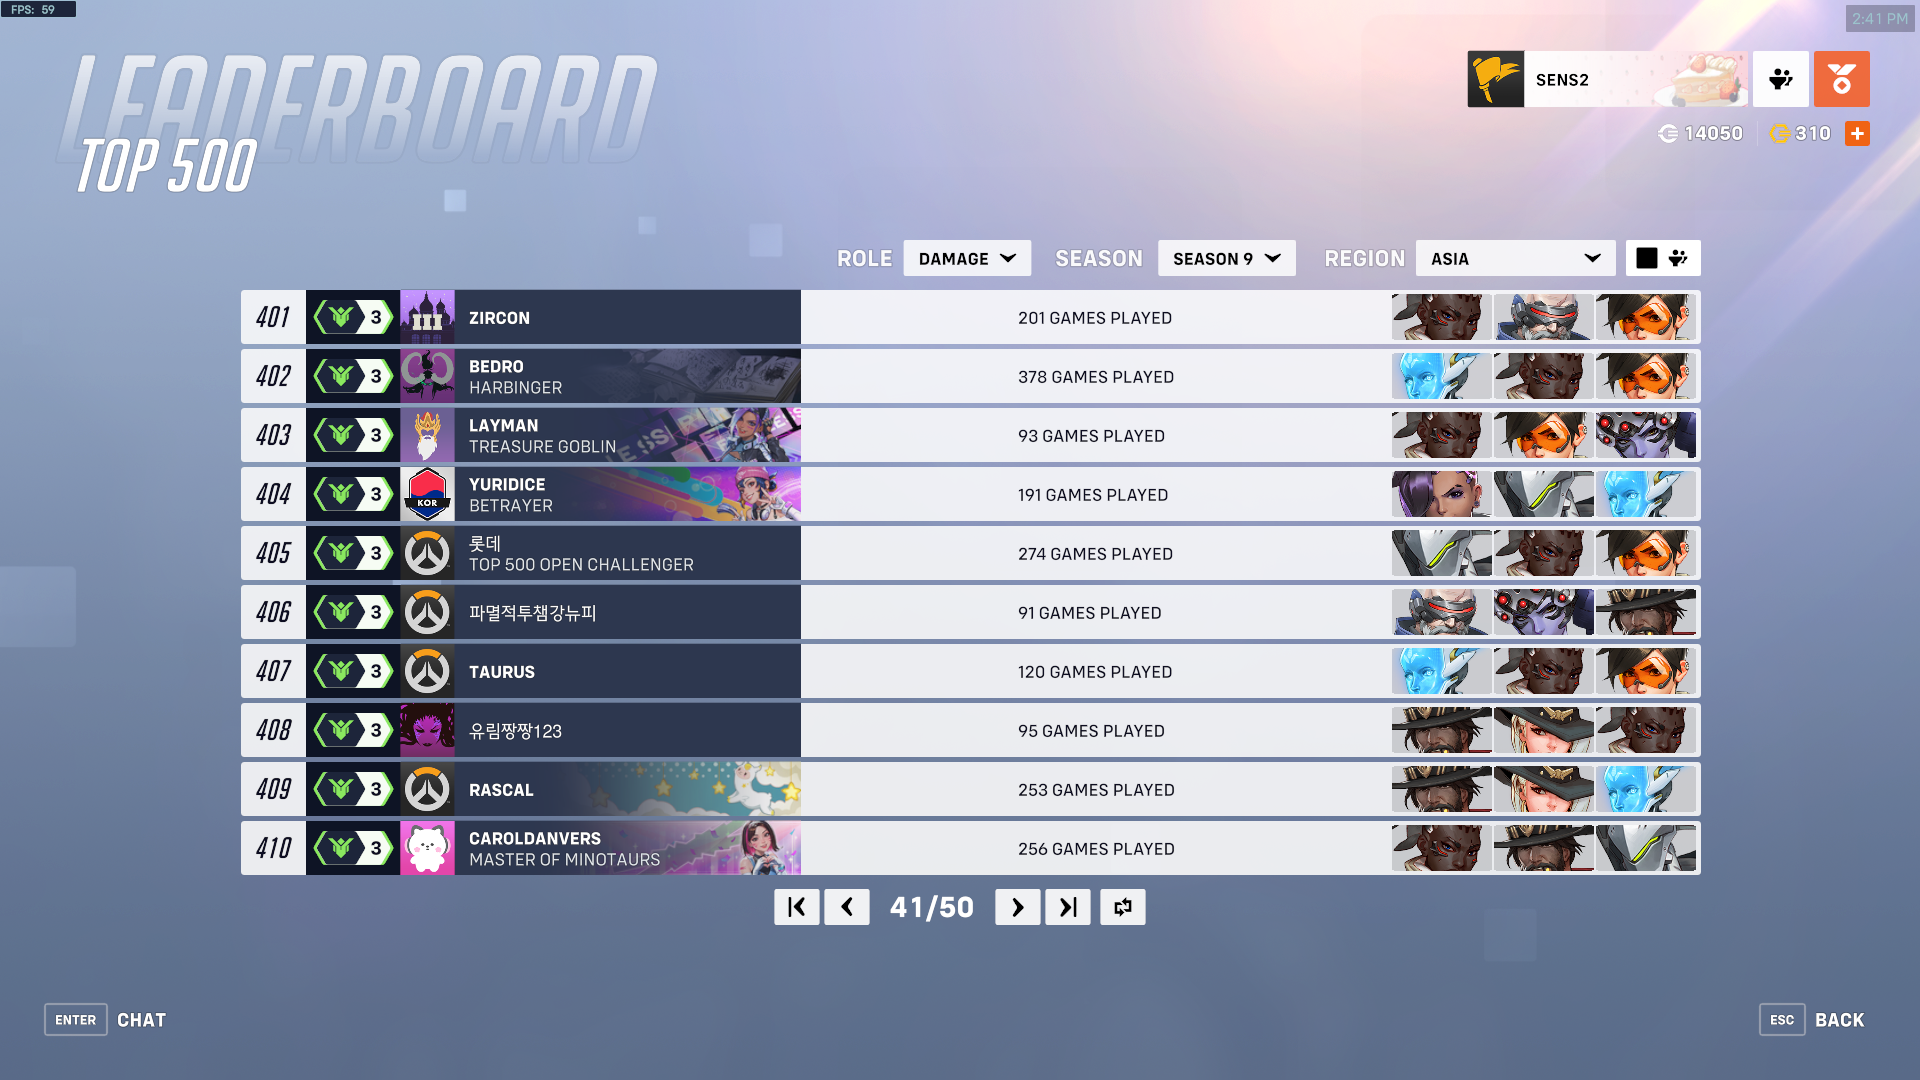 FPS: 59
2:41 PM
LEADERBOARD
TOP 500
SENS2
14050
310
ROLE
DAMAGE
SEASON
SEASON 9
REGION
ASIA
401 3 ZIRCON 201 GAMES PLAYED
402 3 BEDRO 378 GAMES PLAYED
HARBINGER
403 3 LAYMAN 93 GAMES PLAYED
TREASURE GOBLIN
404 KOR 3 YURIDICE 191 GAMES PLAYED
BETRAYER
405 3 롯데 274 GAMES PLAYED
TOP 500 OPEN CHALLENGER
406 3 파멸적투챔강뉴피 91 GAMES PLAYED
407 3 TAURUS 120 GAMES PLAYED
408 3 유림짱짱123 95 GAMES PLAYED
409 3 RASCAL 253 GAMES PLAYED
410 3 CAROLDANVERS 256 GAMES PLAYED
MASTER OF MINOTAURS
41/50
ENTER CHAT
ESC BACK